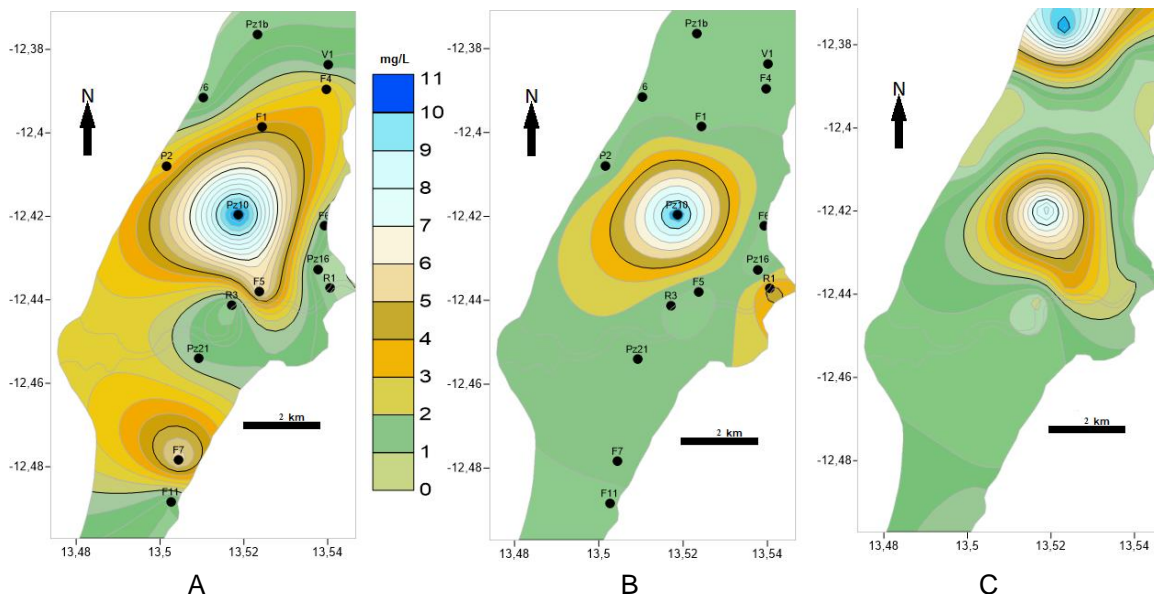 -12,38
-12,4
-12,42
-12,44
-12,46
-12,48
13,48
13,5
13,52
13,54
N
Pz1b
V1
F4
6
F1
P2
Pz10
F6
Pz16
R1
F5
R3
Pz21
F7
F11
2 km
A
mg/L
11
10
9
8
7
6
5
4
3
2
1
0
-12,38
-12,4
-12,42
-12,44
-12,46
-12,48
13,48
13,5
13,52
13,54
N
Pz1b
V1
F4
6
F1
P2
Pz10
F6
Pz16
R1
F5
R3
Pz21
F7
F11
2 km
B
-12,38
-12,4
-12,42
-12,44
-12,46
-12,48
13,48
13,5
13,52
13,54
N
2 km
C